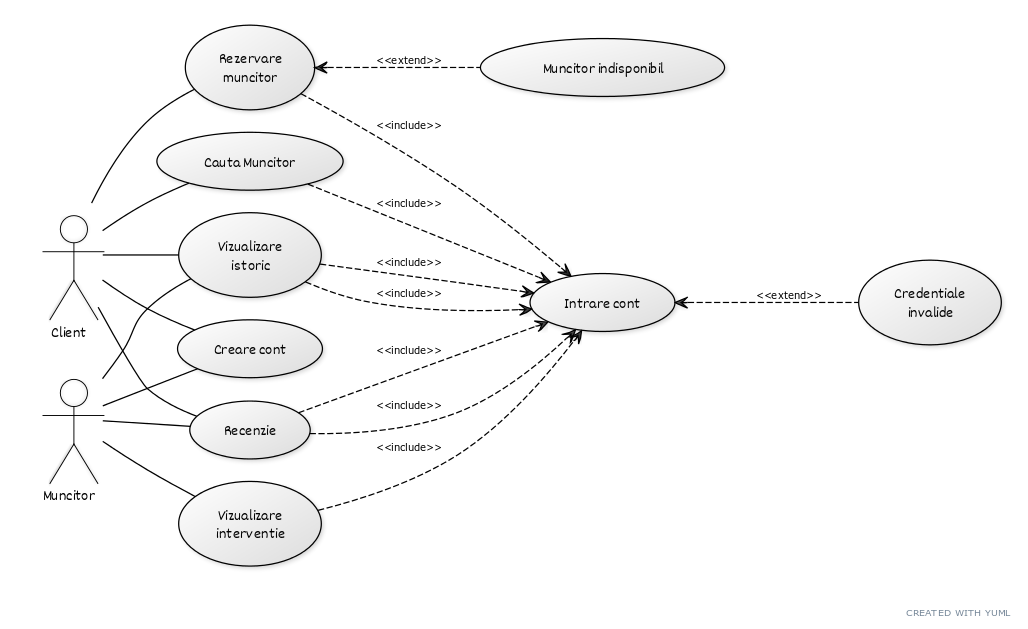 Rezervare
muncitor
<<extend>>
Muncitor indisponibil
<<include>>
Cauta Muncitor
<<include>>
Vizualizare
istoric
<<include>>
<<include>>
Client
Creare cont
Intrare cont
<<extend>>
Credentiale
invalide
<<include>>
<<include>>
Recenzie
<<include>>
Muncitor
Vizualizare
interventie
CREATED WITH YUML